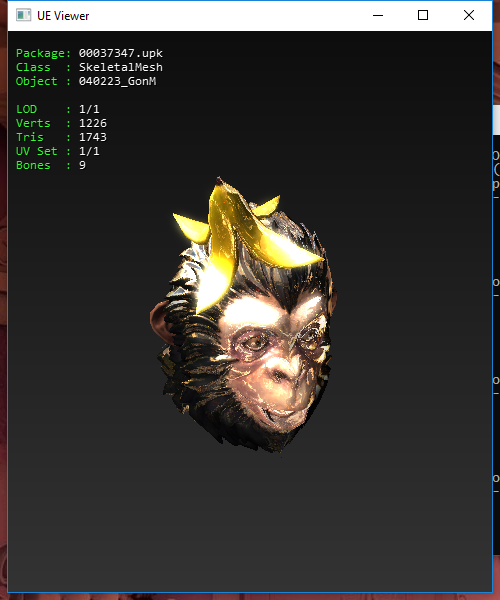 UE Viewer
Package: 00037347.upk
Class : SkeletalMesh
Object : 040223_GonM
LOD : 1/1
Verts : 1226
Tris : 1743
UV Set : 1/1
Bones : 9